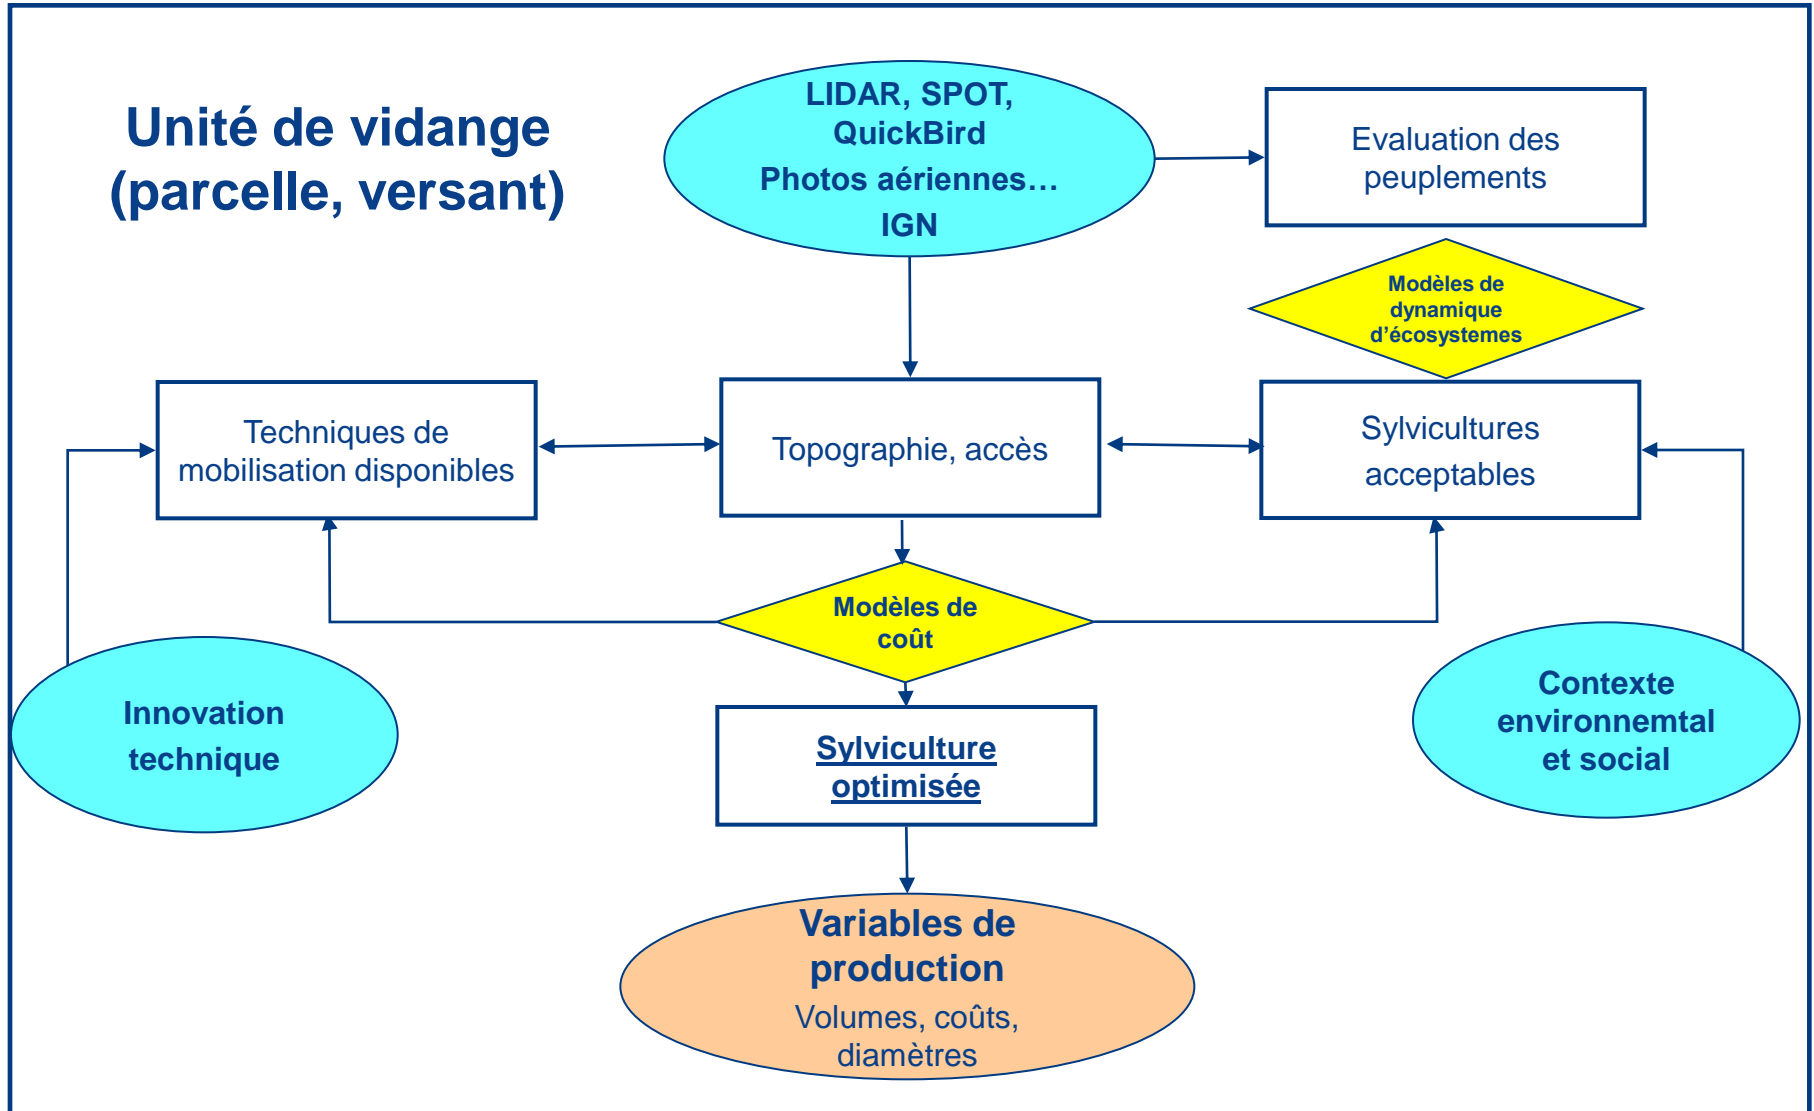 Unité de vidange
(parcelle, versant)
LIDAR, SPOT,
QuickBird
Photos aériennes…
IGN
Evaluation des
peuplements
Modèles de
dynamique
d’écosystemes
Techniques de
mobilisation disponibles
Topographie, accès
Sylvicultures
acceptables
Modèles de
coût
Innovation
technique
Sylviculture
optimisée
Contexte
environnemtal
et social
Variables de
production
Volumes, coûts,
diamètres